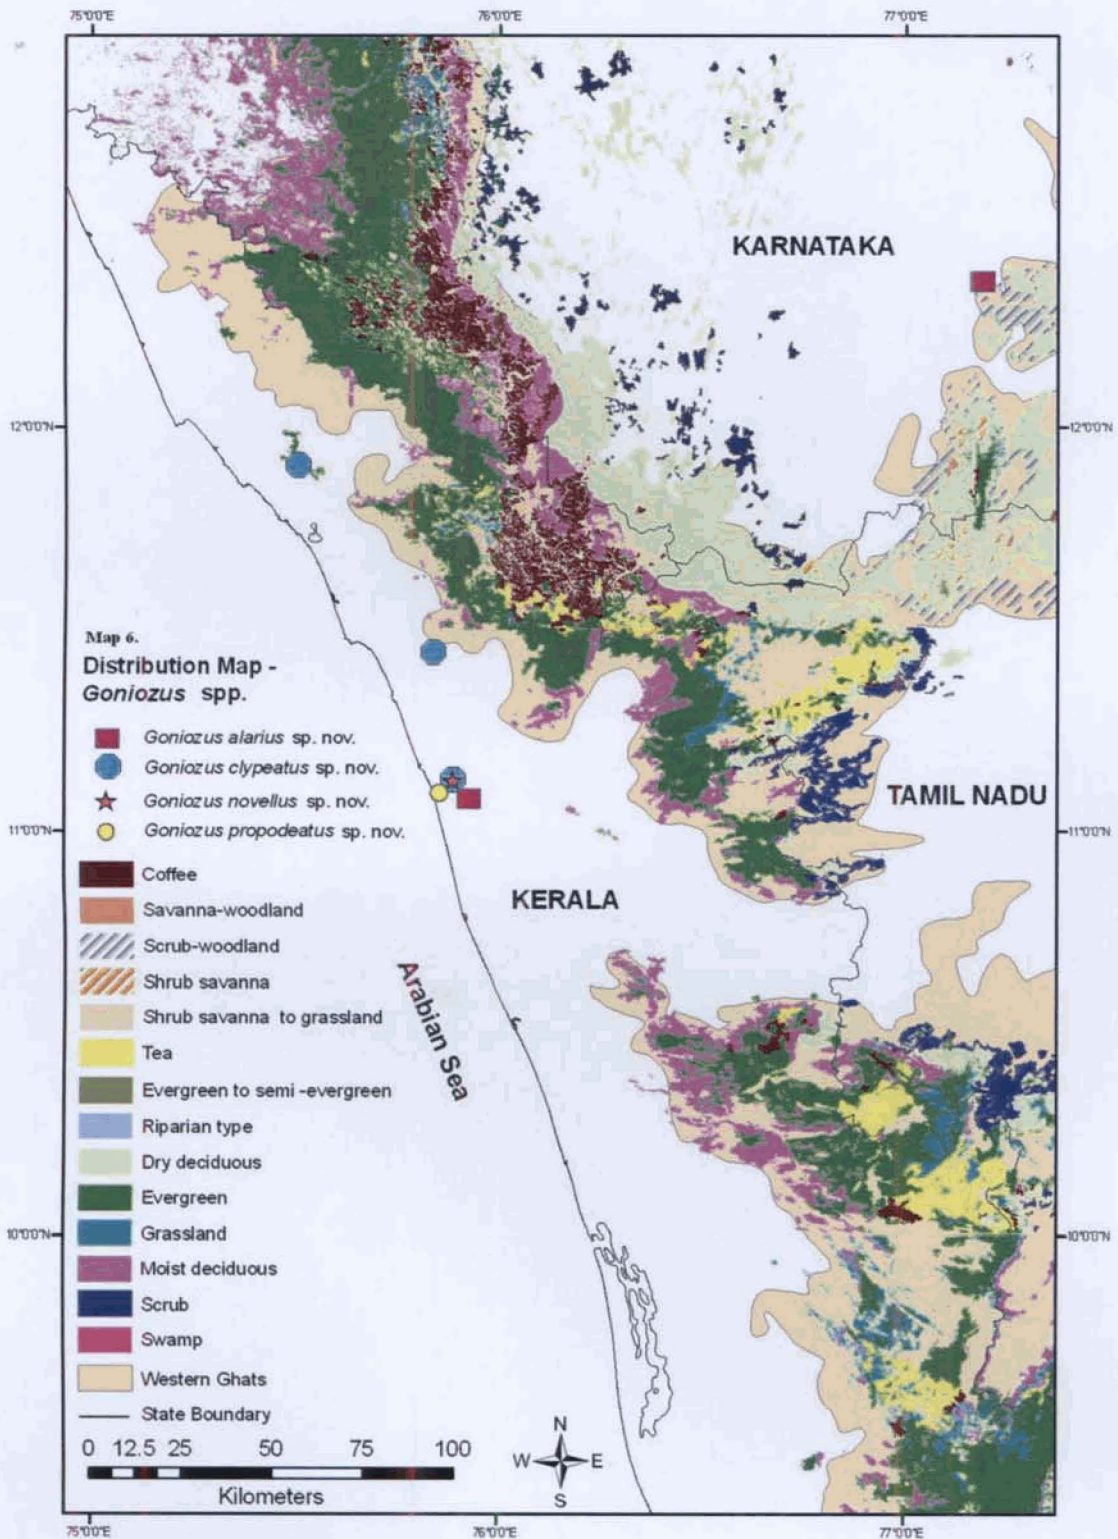 75°0'0"E 76°0'0"E 77°0'0"E
KARNATAKA
12°0'0"N 12°0'0"N
Map 6.
Distribution Map -
Goniozus spp.
Goniozus alarius sp. nov.
Goniozus clypeatus sp. nov.
Goniozus novellus sp. nov.
Goniozus propodeatus sp. nov.
TAMIL NADU
11°0'0"N 11°0'0"N
KERALA
Arabian Sea
Coffee
Savanna-woodland
Scrub-woodland
Shrub savanna
Shrub savanna to grassland
Tea
Evergreen to semi -evergreen
Riparian type
Dry deciduous
Evergreen
Grassland
Moist deciduous
Scrub
Swamp
Western Ghats
State Boundary
10°0'0"N 10°0'0"N
0 12.5 25 50 75 100
Kilometers
N
W E
S
75°0'0"E 76°0'0"E 77°0'0"E